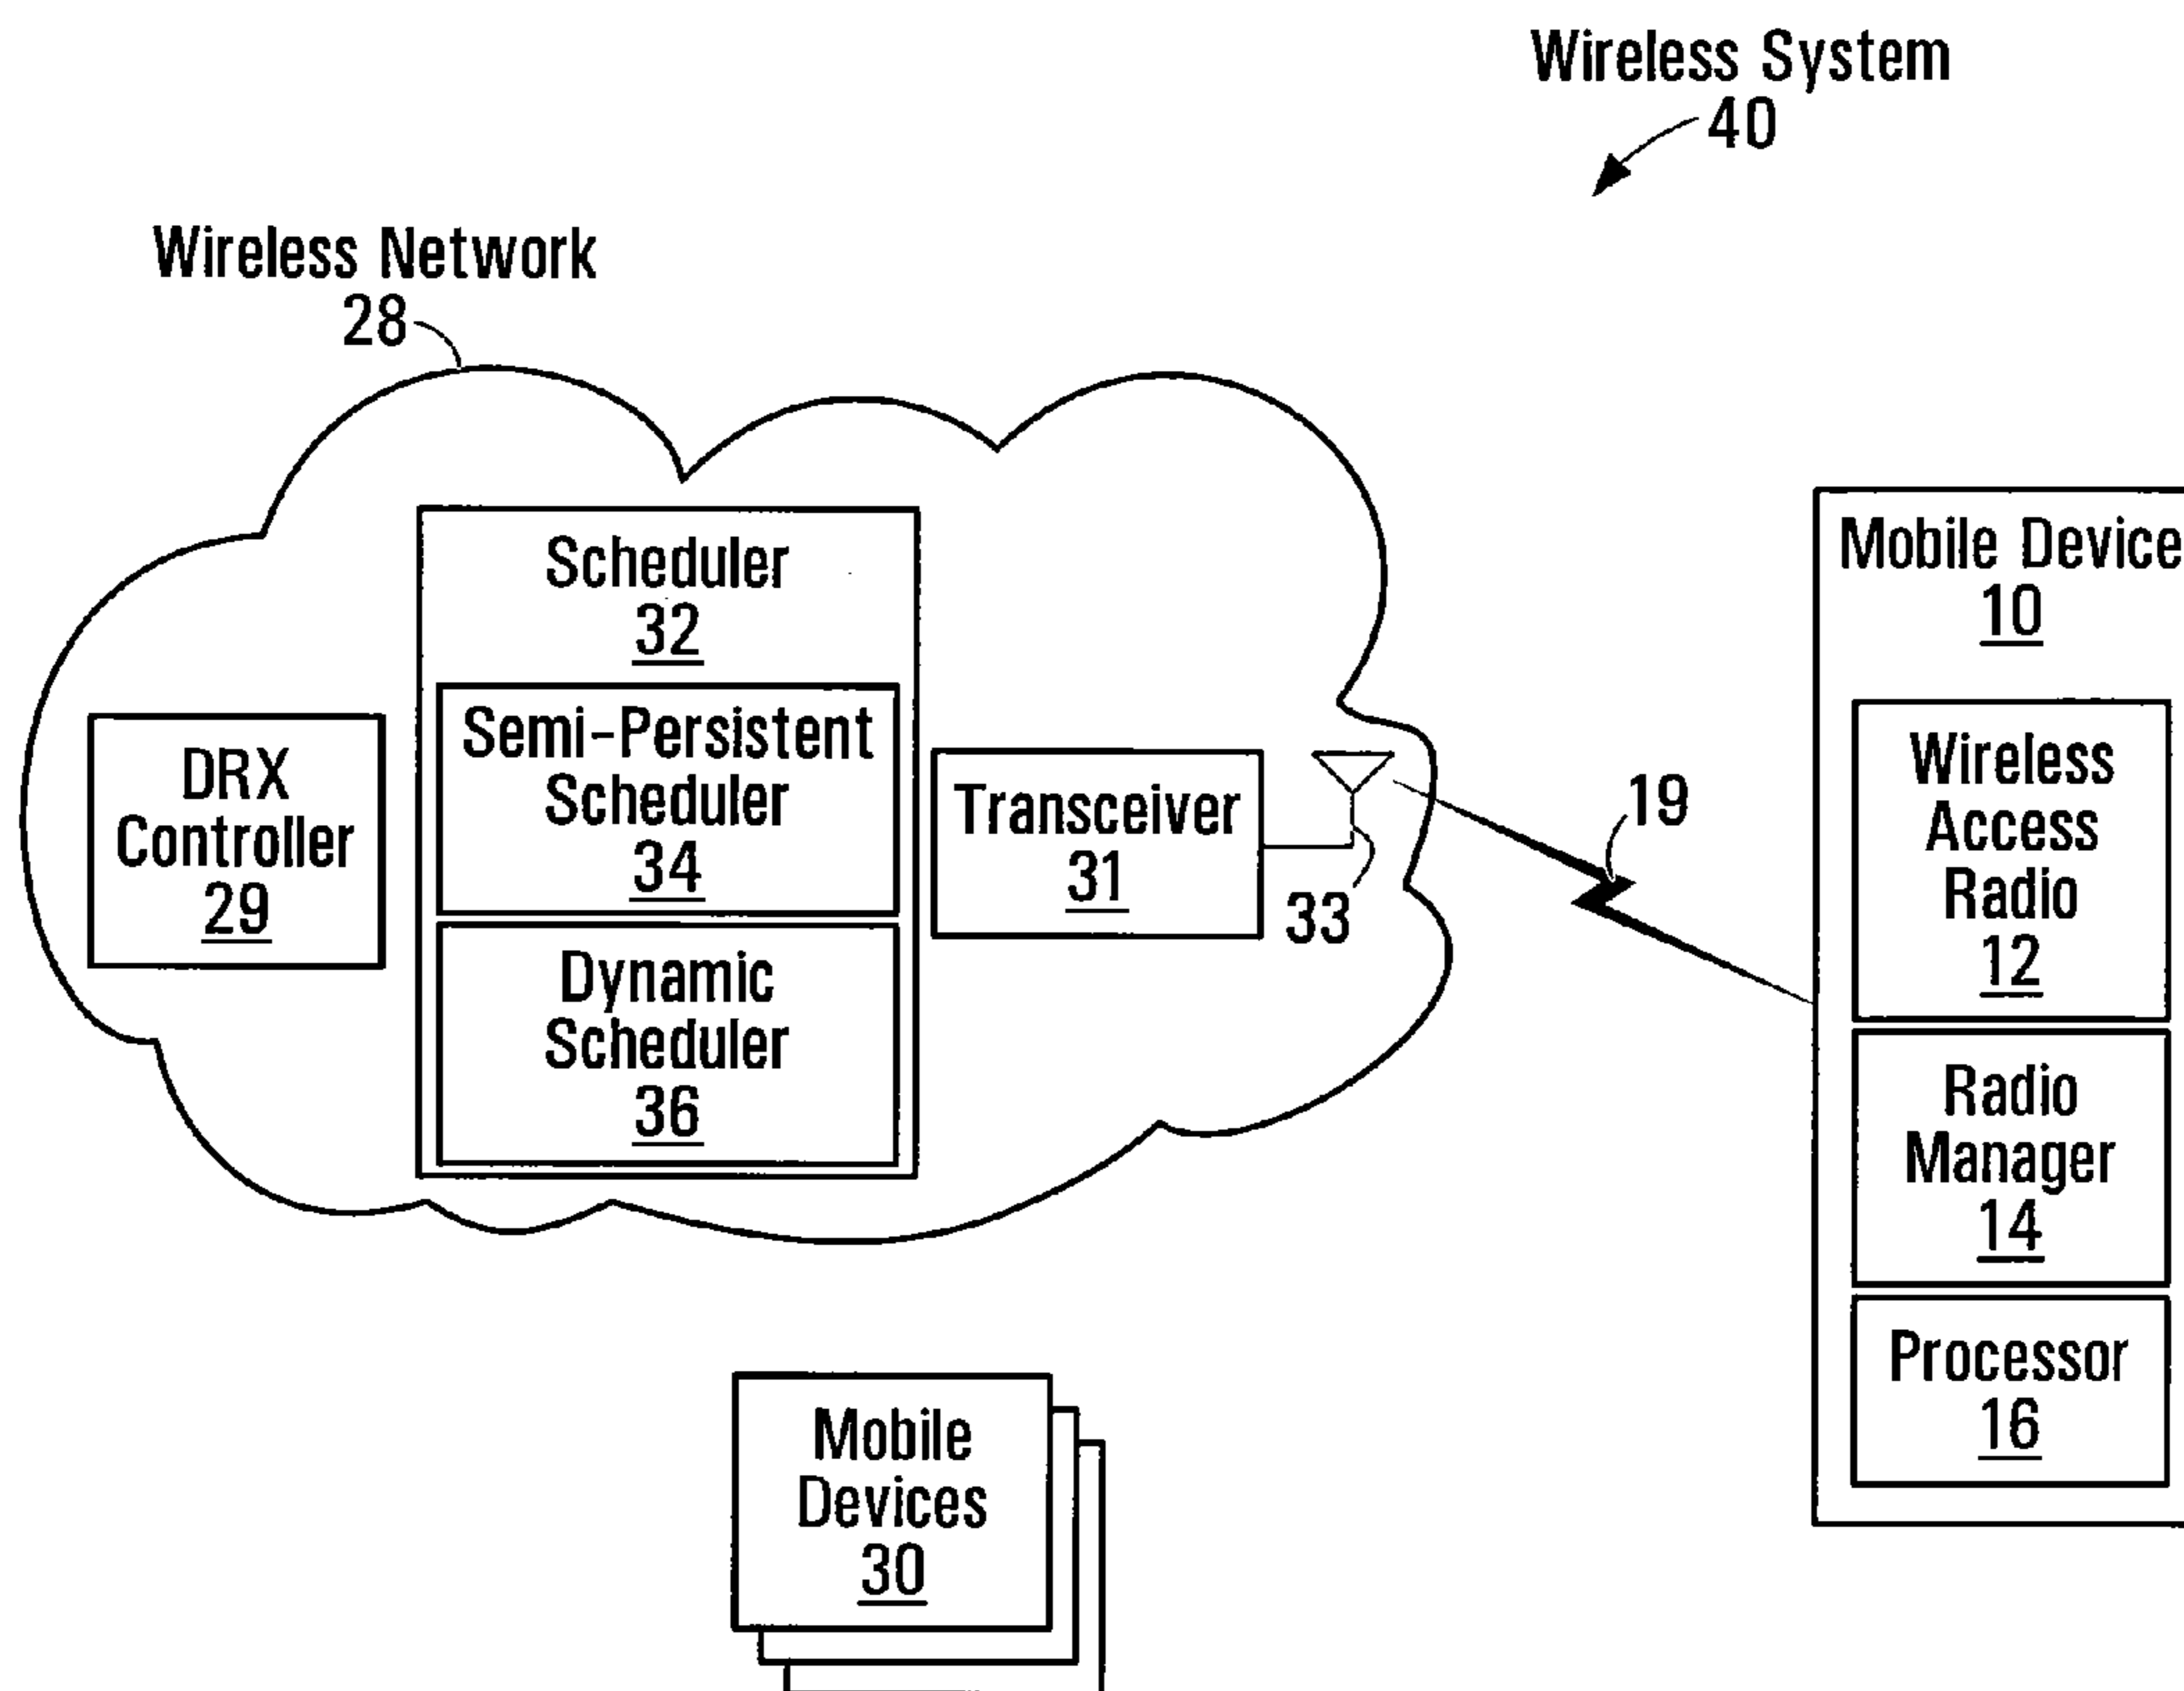 Wireless System
40
Wireless Network
28
Scheduler
32
Semi-Persistent
Scheduler
34
Dynamic
Scheduler
36
DRX
Controller
29
Transceiver
31
33
19
Mobile Device
10
Wireless
Access
Radio
12
Radio
Manager
14
Processor
16
Mobile
Devices
30